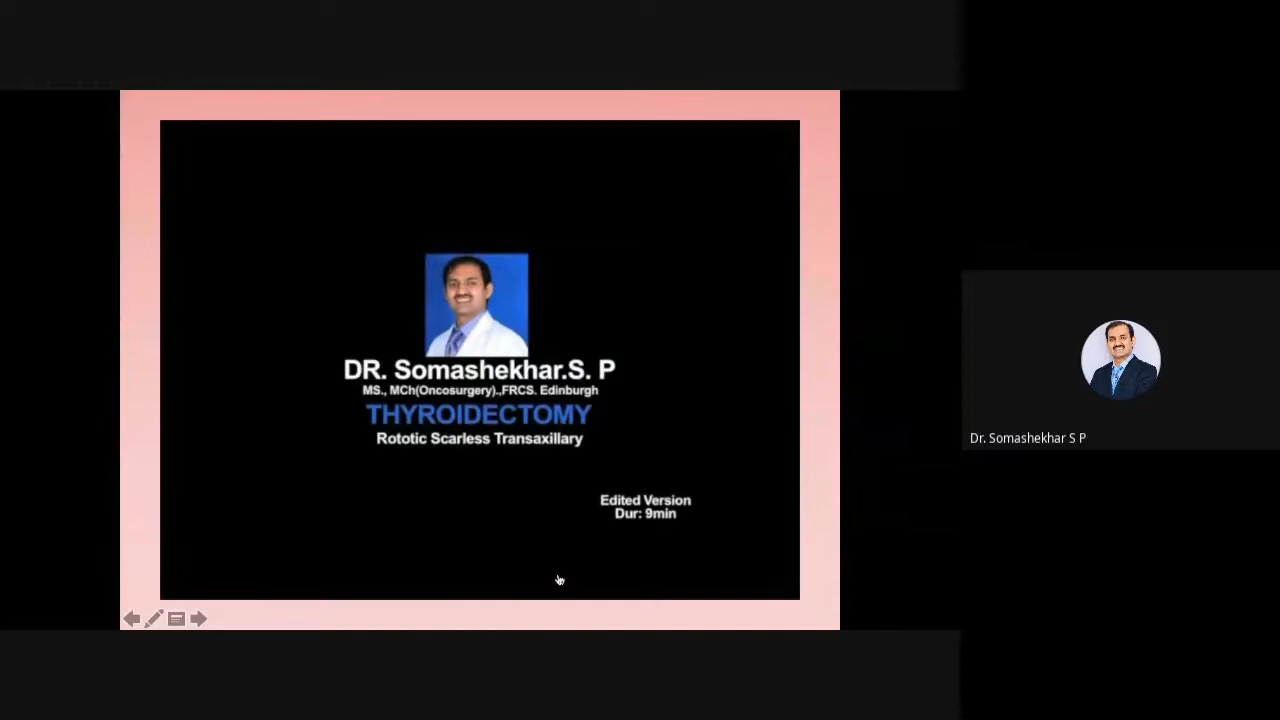 DR. Somashekhar.S. P
MS., MCh(Oncosurgery).,FRCS. Edinburgh
THYROIDECTOMY
Rototic Scarless Transaxillary
Edited Version
Dur: 9min
Dr. Somashekhar S P